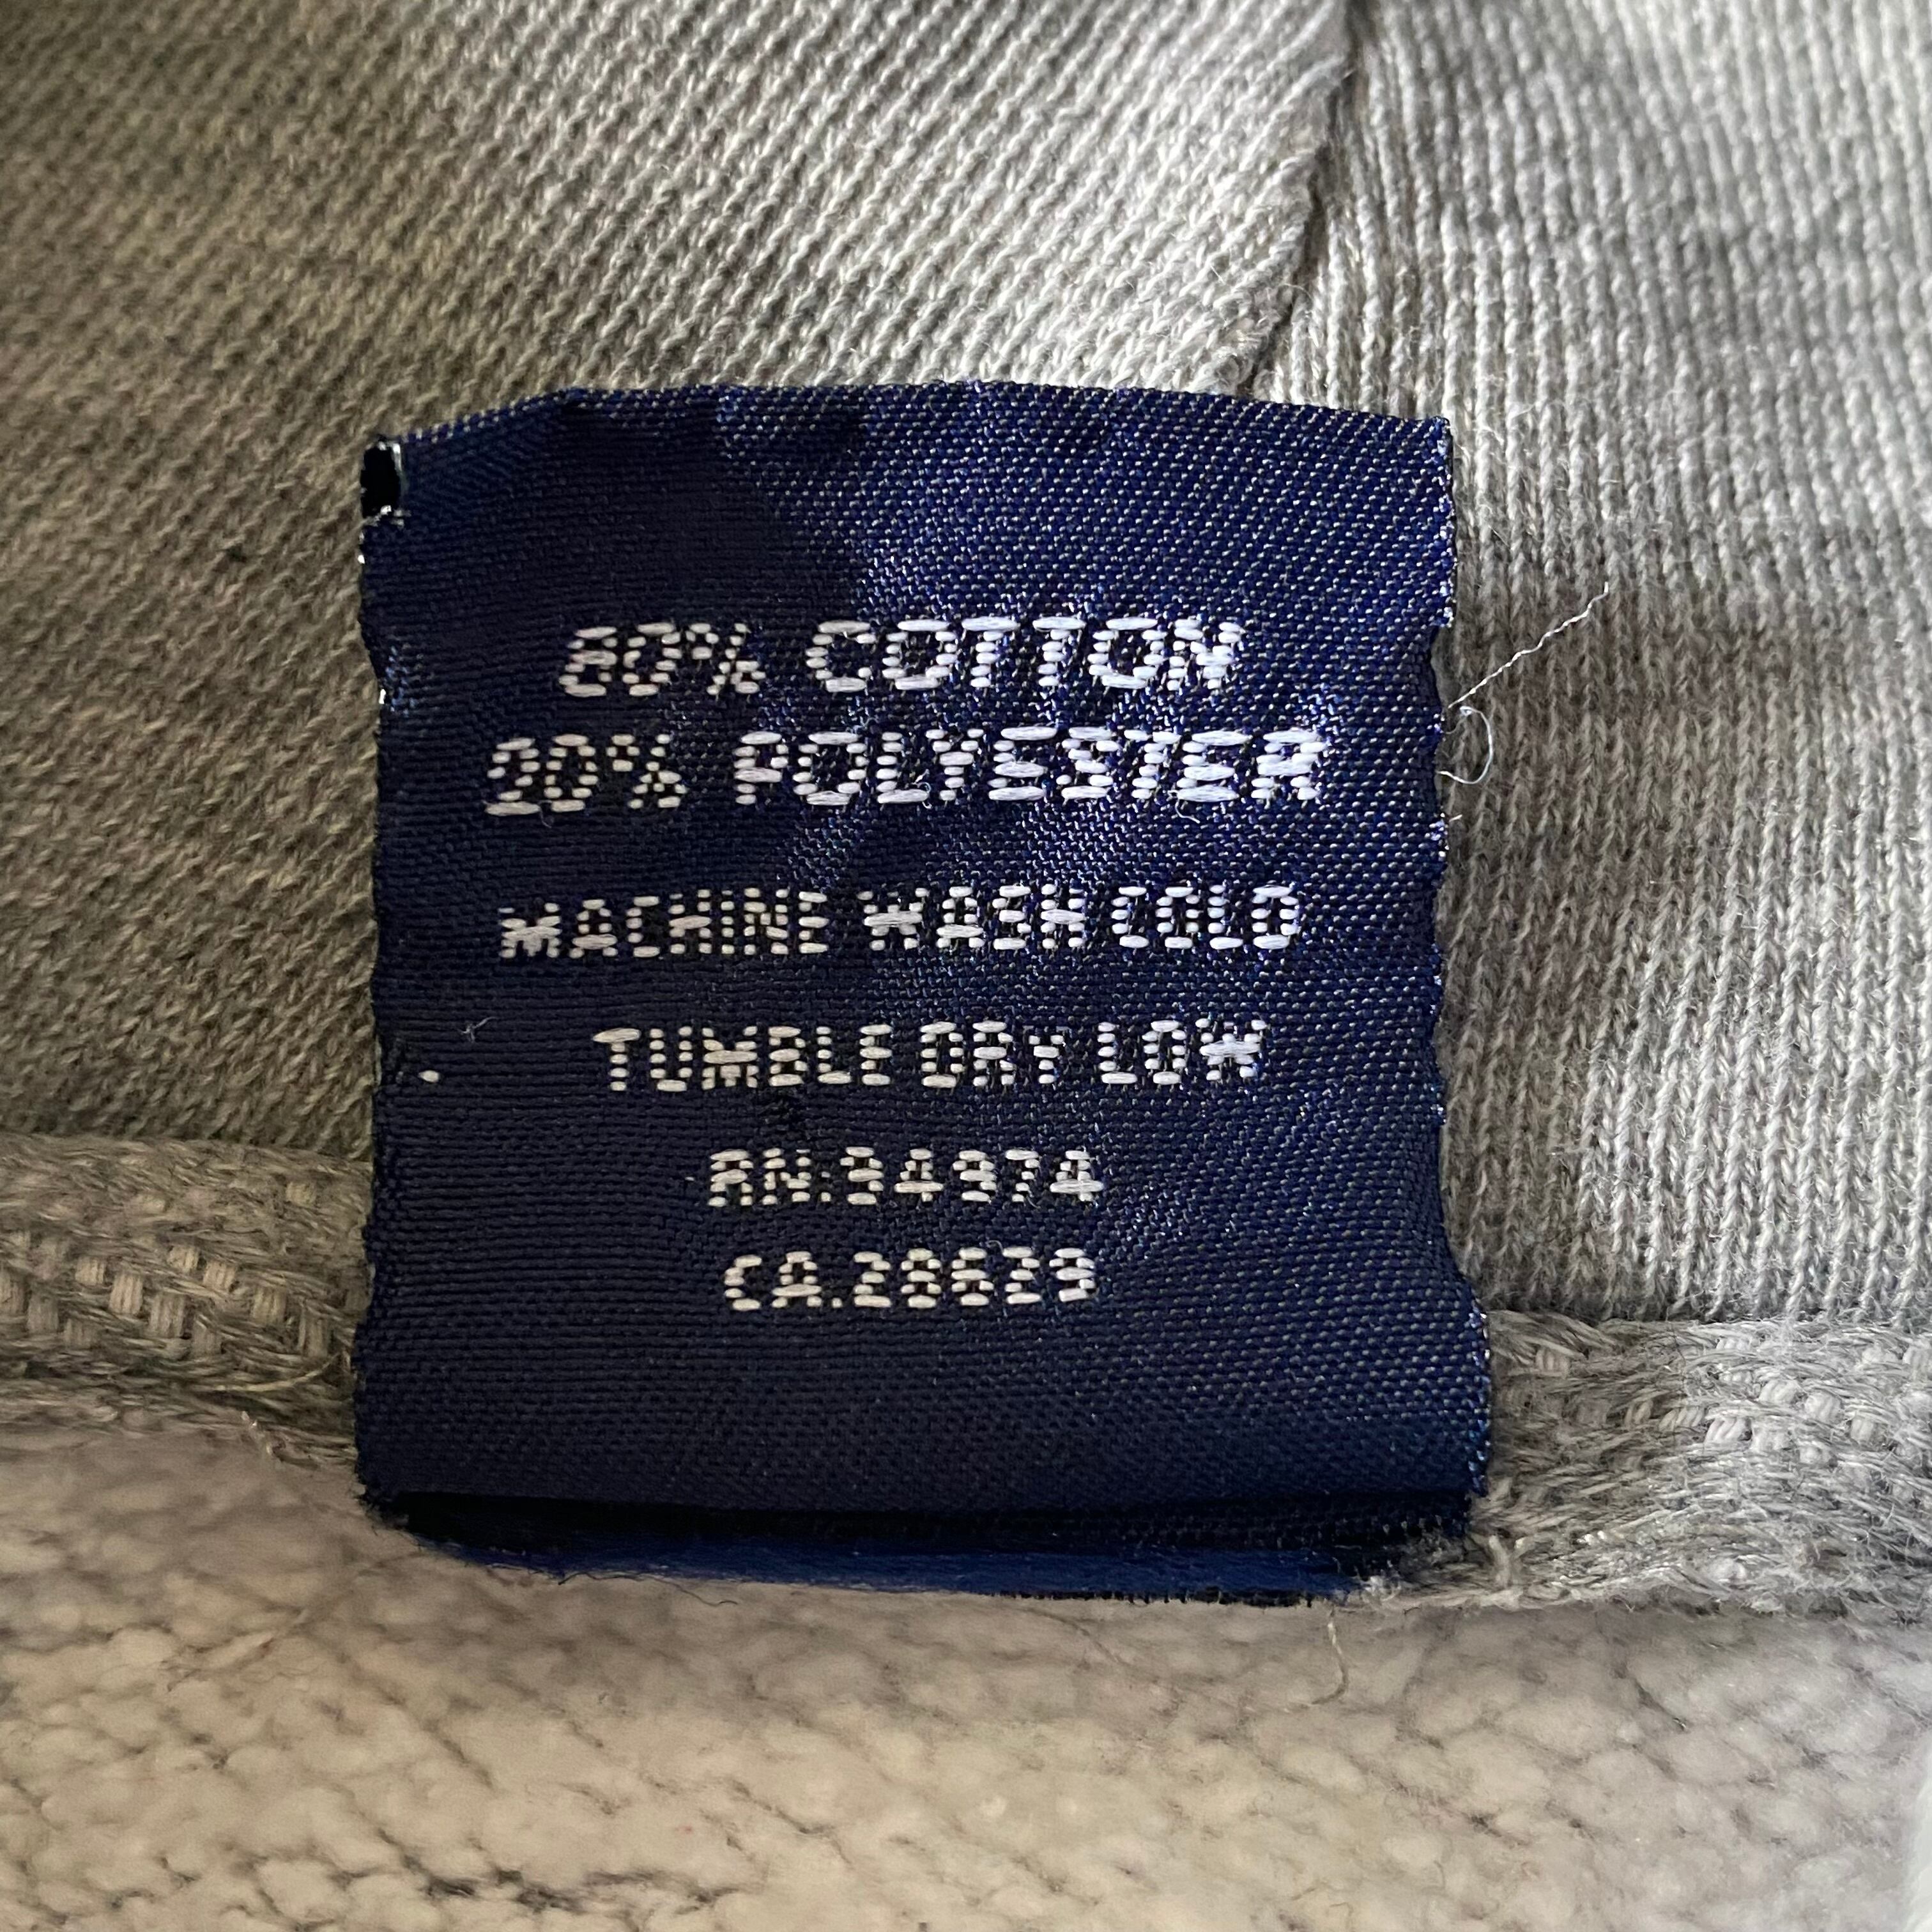 80% COTTON
20% POLYESTER
MACHINE WASH COLD
TUMBLE DRY LOW
RN:34974
CA.28629